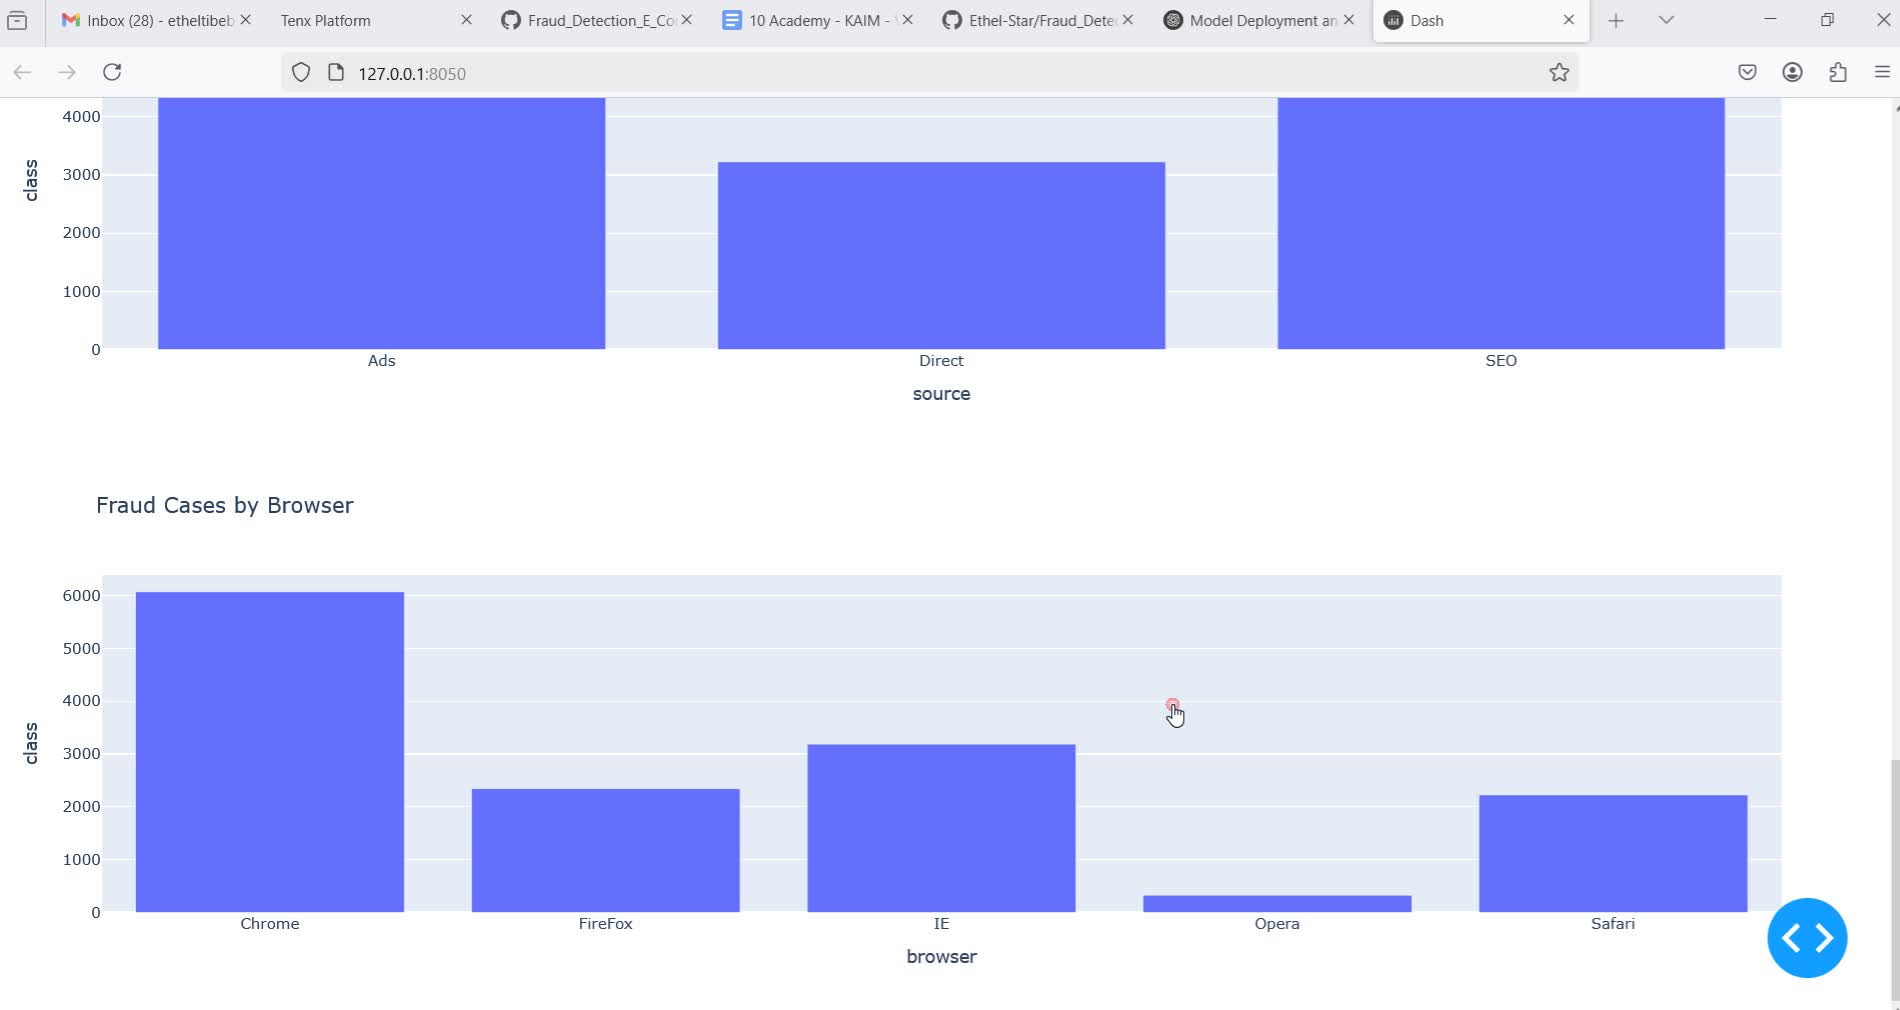 Inbox (28) - etheltibeb
Tenx Platform
Fraud_Detection_E_Co
10 Academy - KAIM -
Ethel-Star/Fraud_Dete
Model Deployment an
Dash
127.0.0.1:8050
4000
3000
2000
1000
0
class
Ads Direct SEO
source
Fraud Cases by Browser
6000
5000
4000
3000
2000
1000
0
class
Chrome FireFox IE Opera Safari
browser